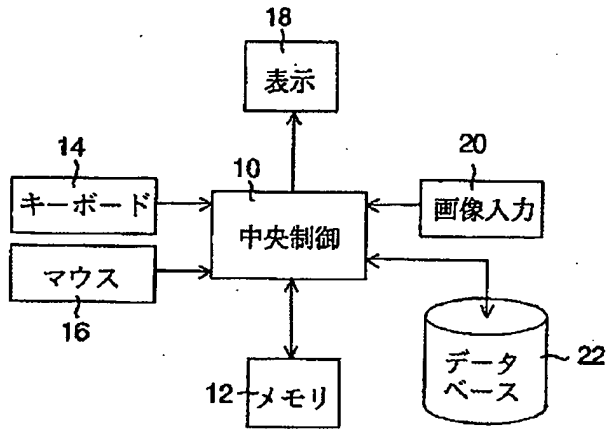 18
表示
14
10
20
キーボード
中央制御
画像入力
マウス
16
データ
ベース
22
12
メモリ